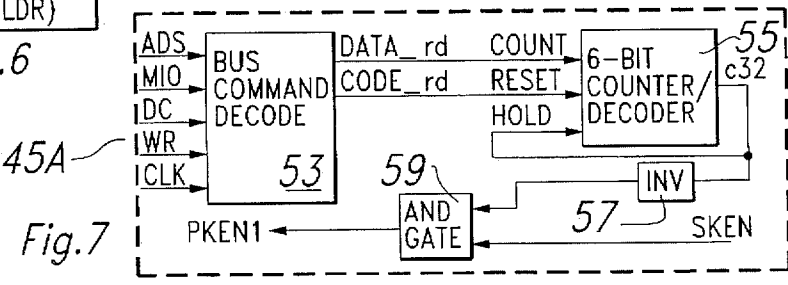 LDR)
.6
45A
Fig.7
ADS
MIO
DC
WR
CLK
BUS
COMMAND
DECODE
53
DATA_rd
CODE_rd
COUNT
RESET
HOLD
6-BIT
COUNTER/
DECODER
55
c32
INV
57
59
AND
GATE
PKEN1
SKEN